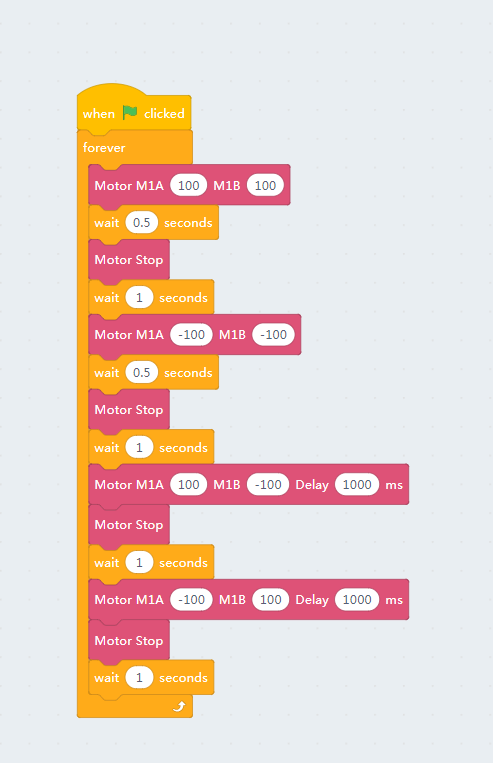 when clicked
forever
Motor M1A 100 M1B 100
wait 0.5 seconds
Motor Stop
wait 1 seconds
Motor M1A -100 M1B -100
wait 0.5 seconds
Motor Stop
wait 1 seconds
Motor M1A 100 M1B -100 Delay 1000 ms
Motor Stop
wait 1 seconds
Motor M1A -100 M1B 100 Delay 1000 ms
Motor Stop
wait 1 seconds